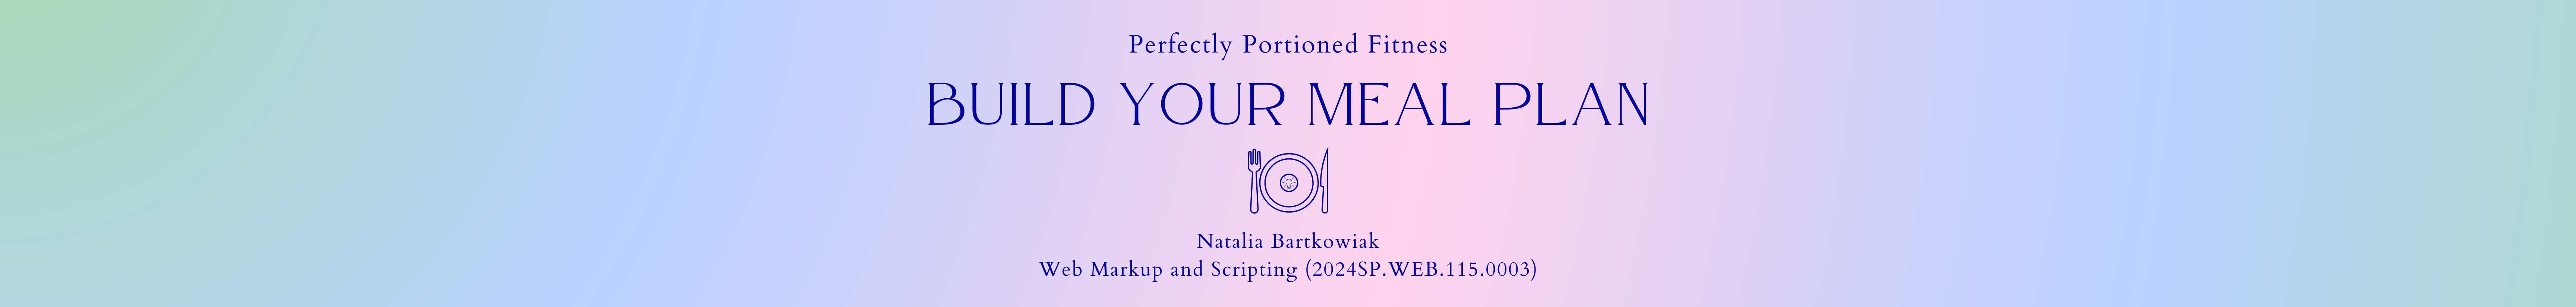 Perfectly Portioned Fitness
BUILD YOUR MEAL PLAN
Natalia Bartkowiak
Web Markup and Scripting (2024SP.WEB.115.0003)